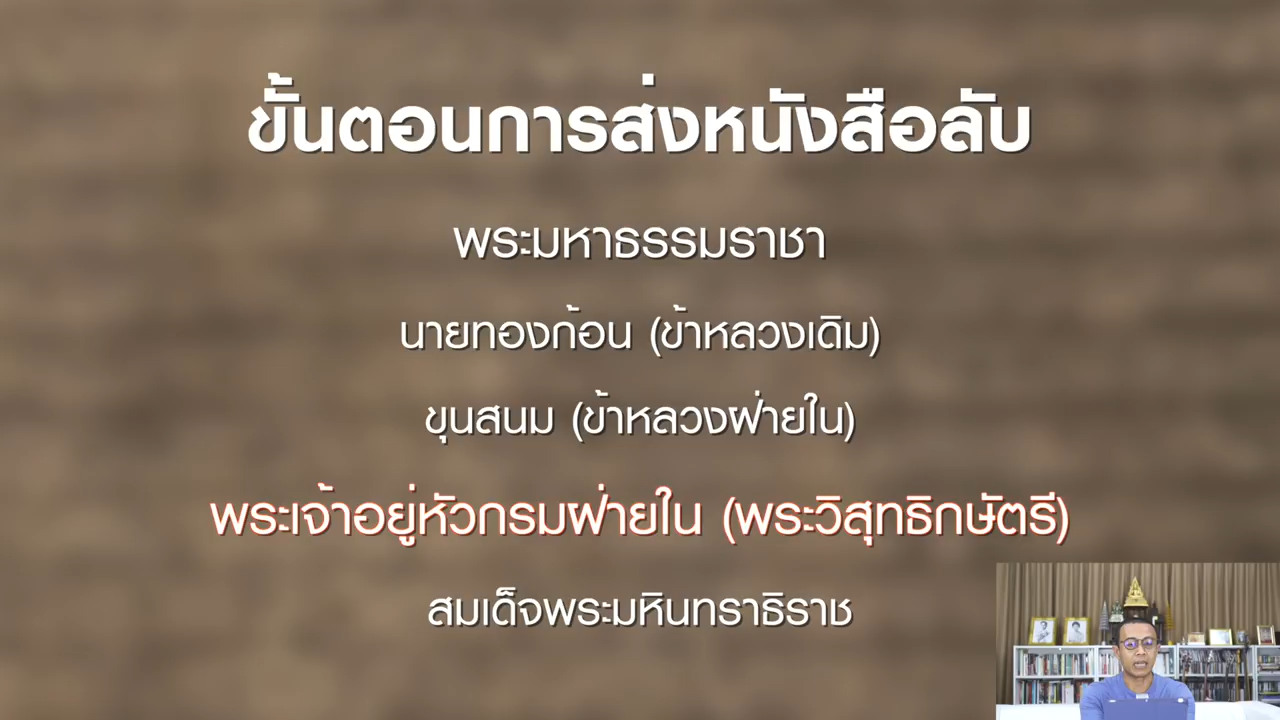 ขั้นตอนการส่งหนังสือลับ
พระมหาธรรมราชา
นายทองก้อน (ข้าหลวงเดิม)
ขุนสนม (ข้าหลวงฝ่ายใน)
พระเจ้าอยู่หัวกรมฝ่ายใน (พระวิสุทธิกษัตรี)
สมเด็จพระมหินทราธิราช